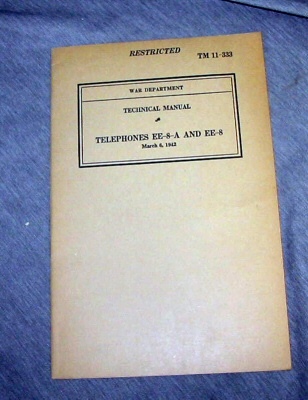 RESTRICTED
TM 11-333
WAR DEPARTMENT
TECHNICAL MANUAL
TELEPHONES EE-8-A AND EE-8
March 6, 1942